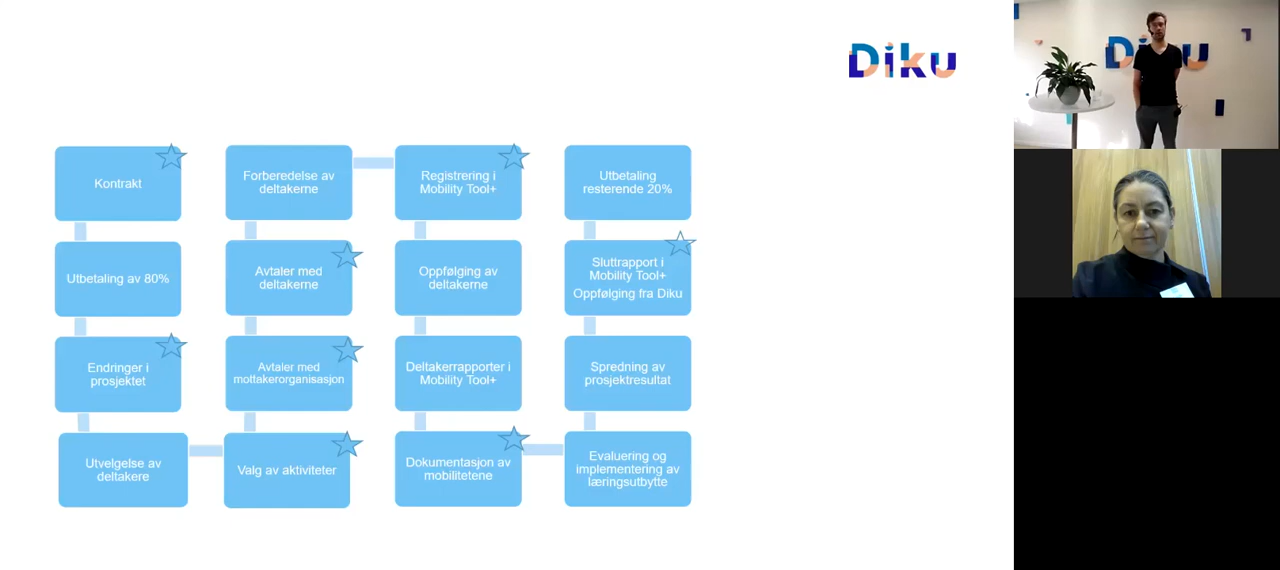 Diku
Diku
Kontrakt
Utbetaling av 80%
Endringer i
prosjektet
Utvelgelse av
deltakere
Valg av aktiviteter
Avtaler med
mottakerorganisasjon
Avtaler med
deltakerne
Forberedelse av
deltakerne
Registrering i
Mobility Tool+
Oppfølging av
deltakerne
Deltakerrapporter i
Mobility Tool+
Dokumentasjon av
mobilitetene
Evaluering og
implementering av
læringsutbytte
Spredning av
prosjektresultat
Sluttrapport i
Mobility Tool+
Oppfølging fra Diku
Utbetaling
resterende 20%